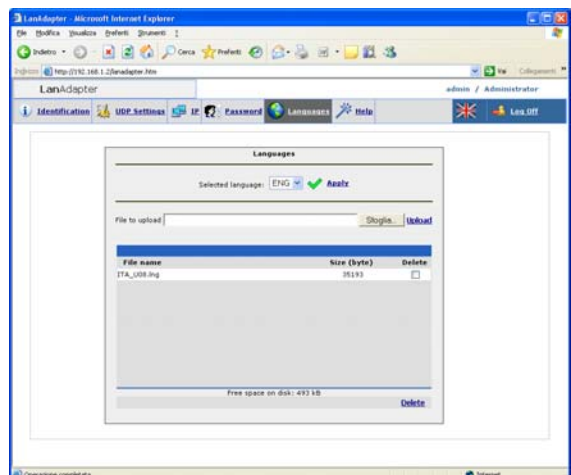 LanAdapter - Microsoft Internet Explorer
File Modifica Visualizza Preferiti Strumenti ?
Indietro Cerca Preferiti
Indirizzo http://192.168.1.2/lanadapter.htm Vai Collegamenti »
LanAdapter admin / Administrator
Identification UDP Settings IP Password Languages Help Log Off
Languages
Selected language: ENG Apply
File to upload Sfoglia... Upload
File name Size (byte) Delete
ITA_U08.lng 35193
Free space on disk: 493 kB
Delete
Operazione completata Internet